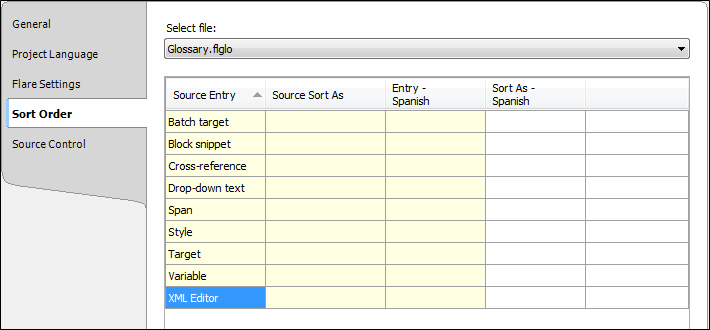 General
Project Language
Flare Settings
Sort Order
Source Control
Select file:
Glossary.flglo
Source Entry
Source Sort As
Entry -
Spanish
Sort As -
Spanish
Batch target
Block snippet
Cross-reference
Drop-down text
Span
Style
Target
Variable
XML Editor